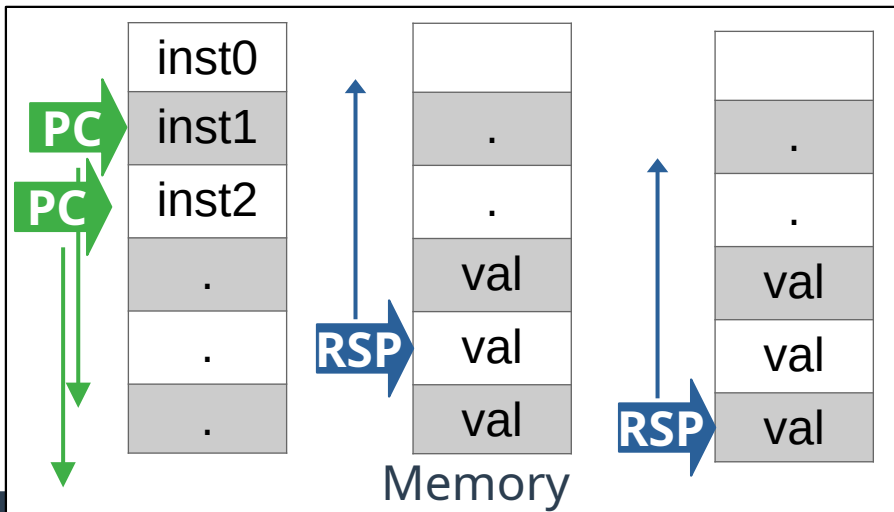 inst0
PC
inst1
PC
inst2
.
.
.
.
.
val
RSP
val
val
Memory
.
.
val
val
RSP
val